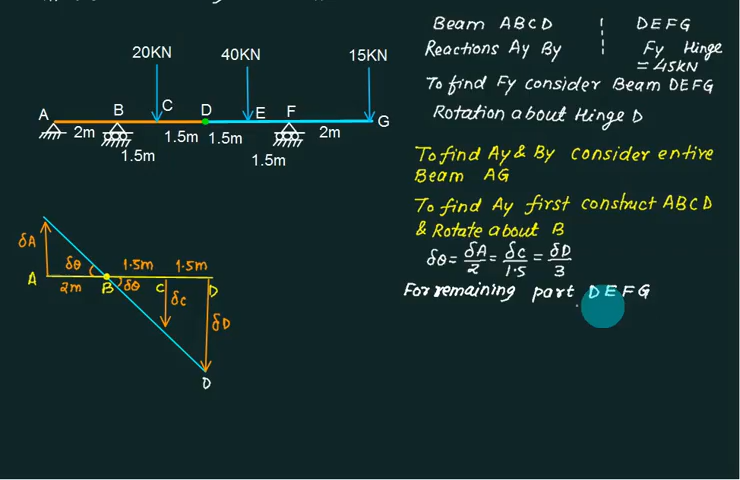 Beam ABCD DEFG
Reactions Ay By Fy Hinge
= 45KN
To find Fy consider Beam DEFG
Rotation about Hinge D
To find Ay & By consider entire
Beam AG
To find Ay first construct ABCD
& Rotate about B
δθ = δA/2 = δc/1.5 = δD/3
For remaining part DEFG
20KN 40KN 15KN
A B C D E F G
2m 1.5m 1.5m 1.5m 1.5m 2m
δA δθ 1.5m 1.5m
A B C D
2m δθ δc δD
D